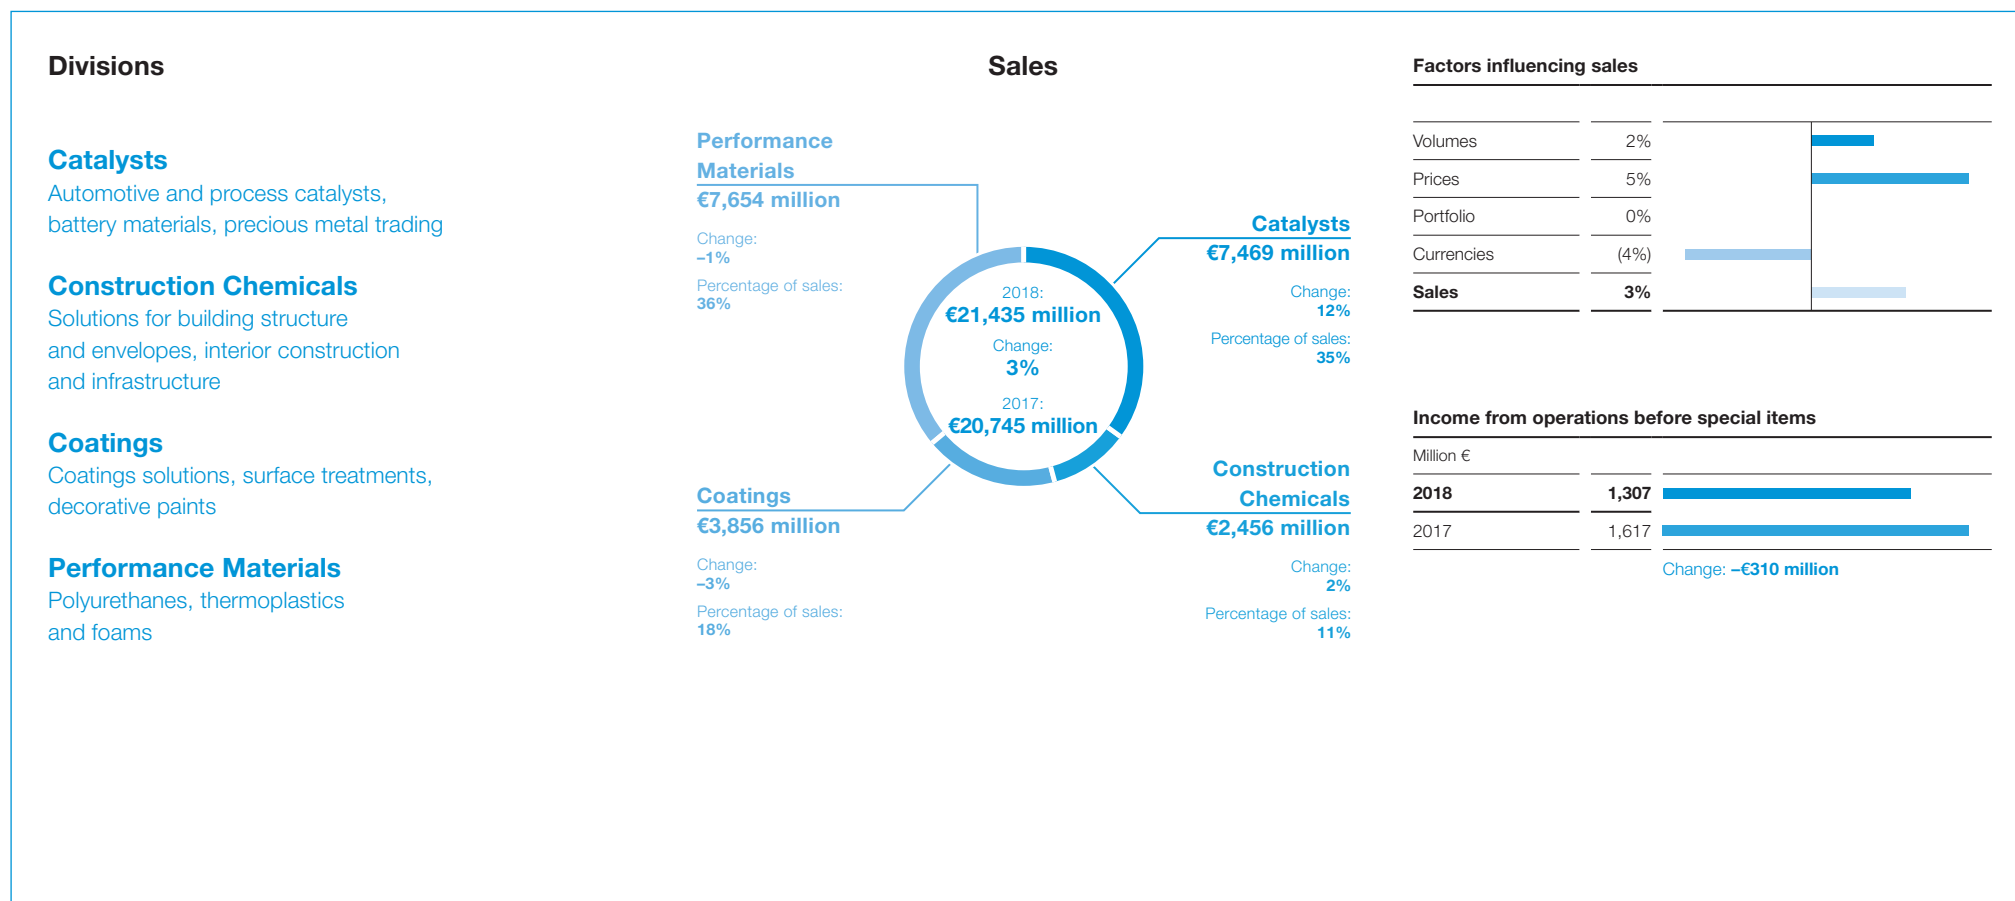 Divisions
Catalysts
Automotive and process catalysts,
battery materials, precious metal trading
Construction Chemicals
Solutions for building structure
and envelopes, interior construction
and infrastructure
Coatings
Coatings solutions, surface treatments,
decorative paints
Performance Materials
Polyurethanes, thermoplastics
and foams
Sales
Performance
Materials
€7,654 million
Change:
–1%
Percentage of sales:
36%
Catalysts
€7,469 million
Change:
12%
Percentage of sales:
35%
2018:
€21,435 million
Change:
3%
2017:
€20,745 million
Coatings
€3,856 million
Change:
–3%
Percentage of sales:
18%
Construction
Chemicals
€2,456 million
Change:
2%
Percentage of sales:
11%
Factors influencing sales
Volumes 2%
Prices 5%
Portfolio 0%
Currencies (4%)
Sales 3%
Income from operations before special items
Million €
2018 1,307
2017 1,617
Change: –€310 million